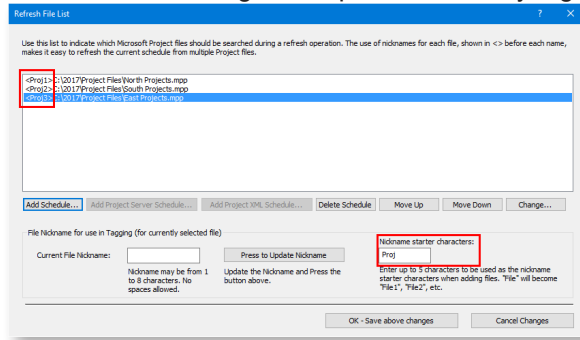 Refresh File List
? X
Use this list to indicate which Microsoft Project files should be searched during a refresh operation. The use of nicknames for each file, shown in <> before each name,
makes it easy to refresh the current schedule from multiple Project files.
<Proj1> C:\2017\Project Files\North Projects.mpp
<Proj2> C:\2017\Project Files\South Projects.mpp
<Proj3> C:\2017\Project Files\East Projects.mpp
Add Schedule... Add Project Server Schedule... Add Project XML Schedule... Delete Schedule Move Up Move Down Change...
File Nickname for use in Tagging (for currently selected file)
Nickname starter characters:
Current File Nickname: Press to Update Nickname Proj
Nickname may be from 1 Update the Nickname and Press the Enter up to 5 characters to be used as the nickname
to 8 characters. No button above. starter characters when adding files. "File" will become
spaces allowed. "File1", "File2", etc.
OK - Save above changes Cancel Changes